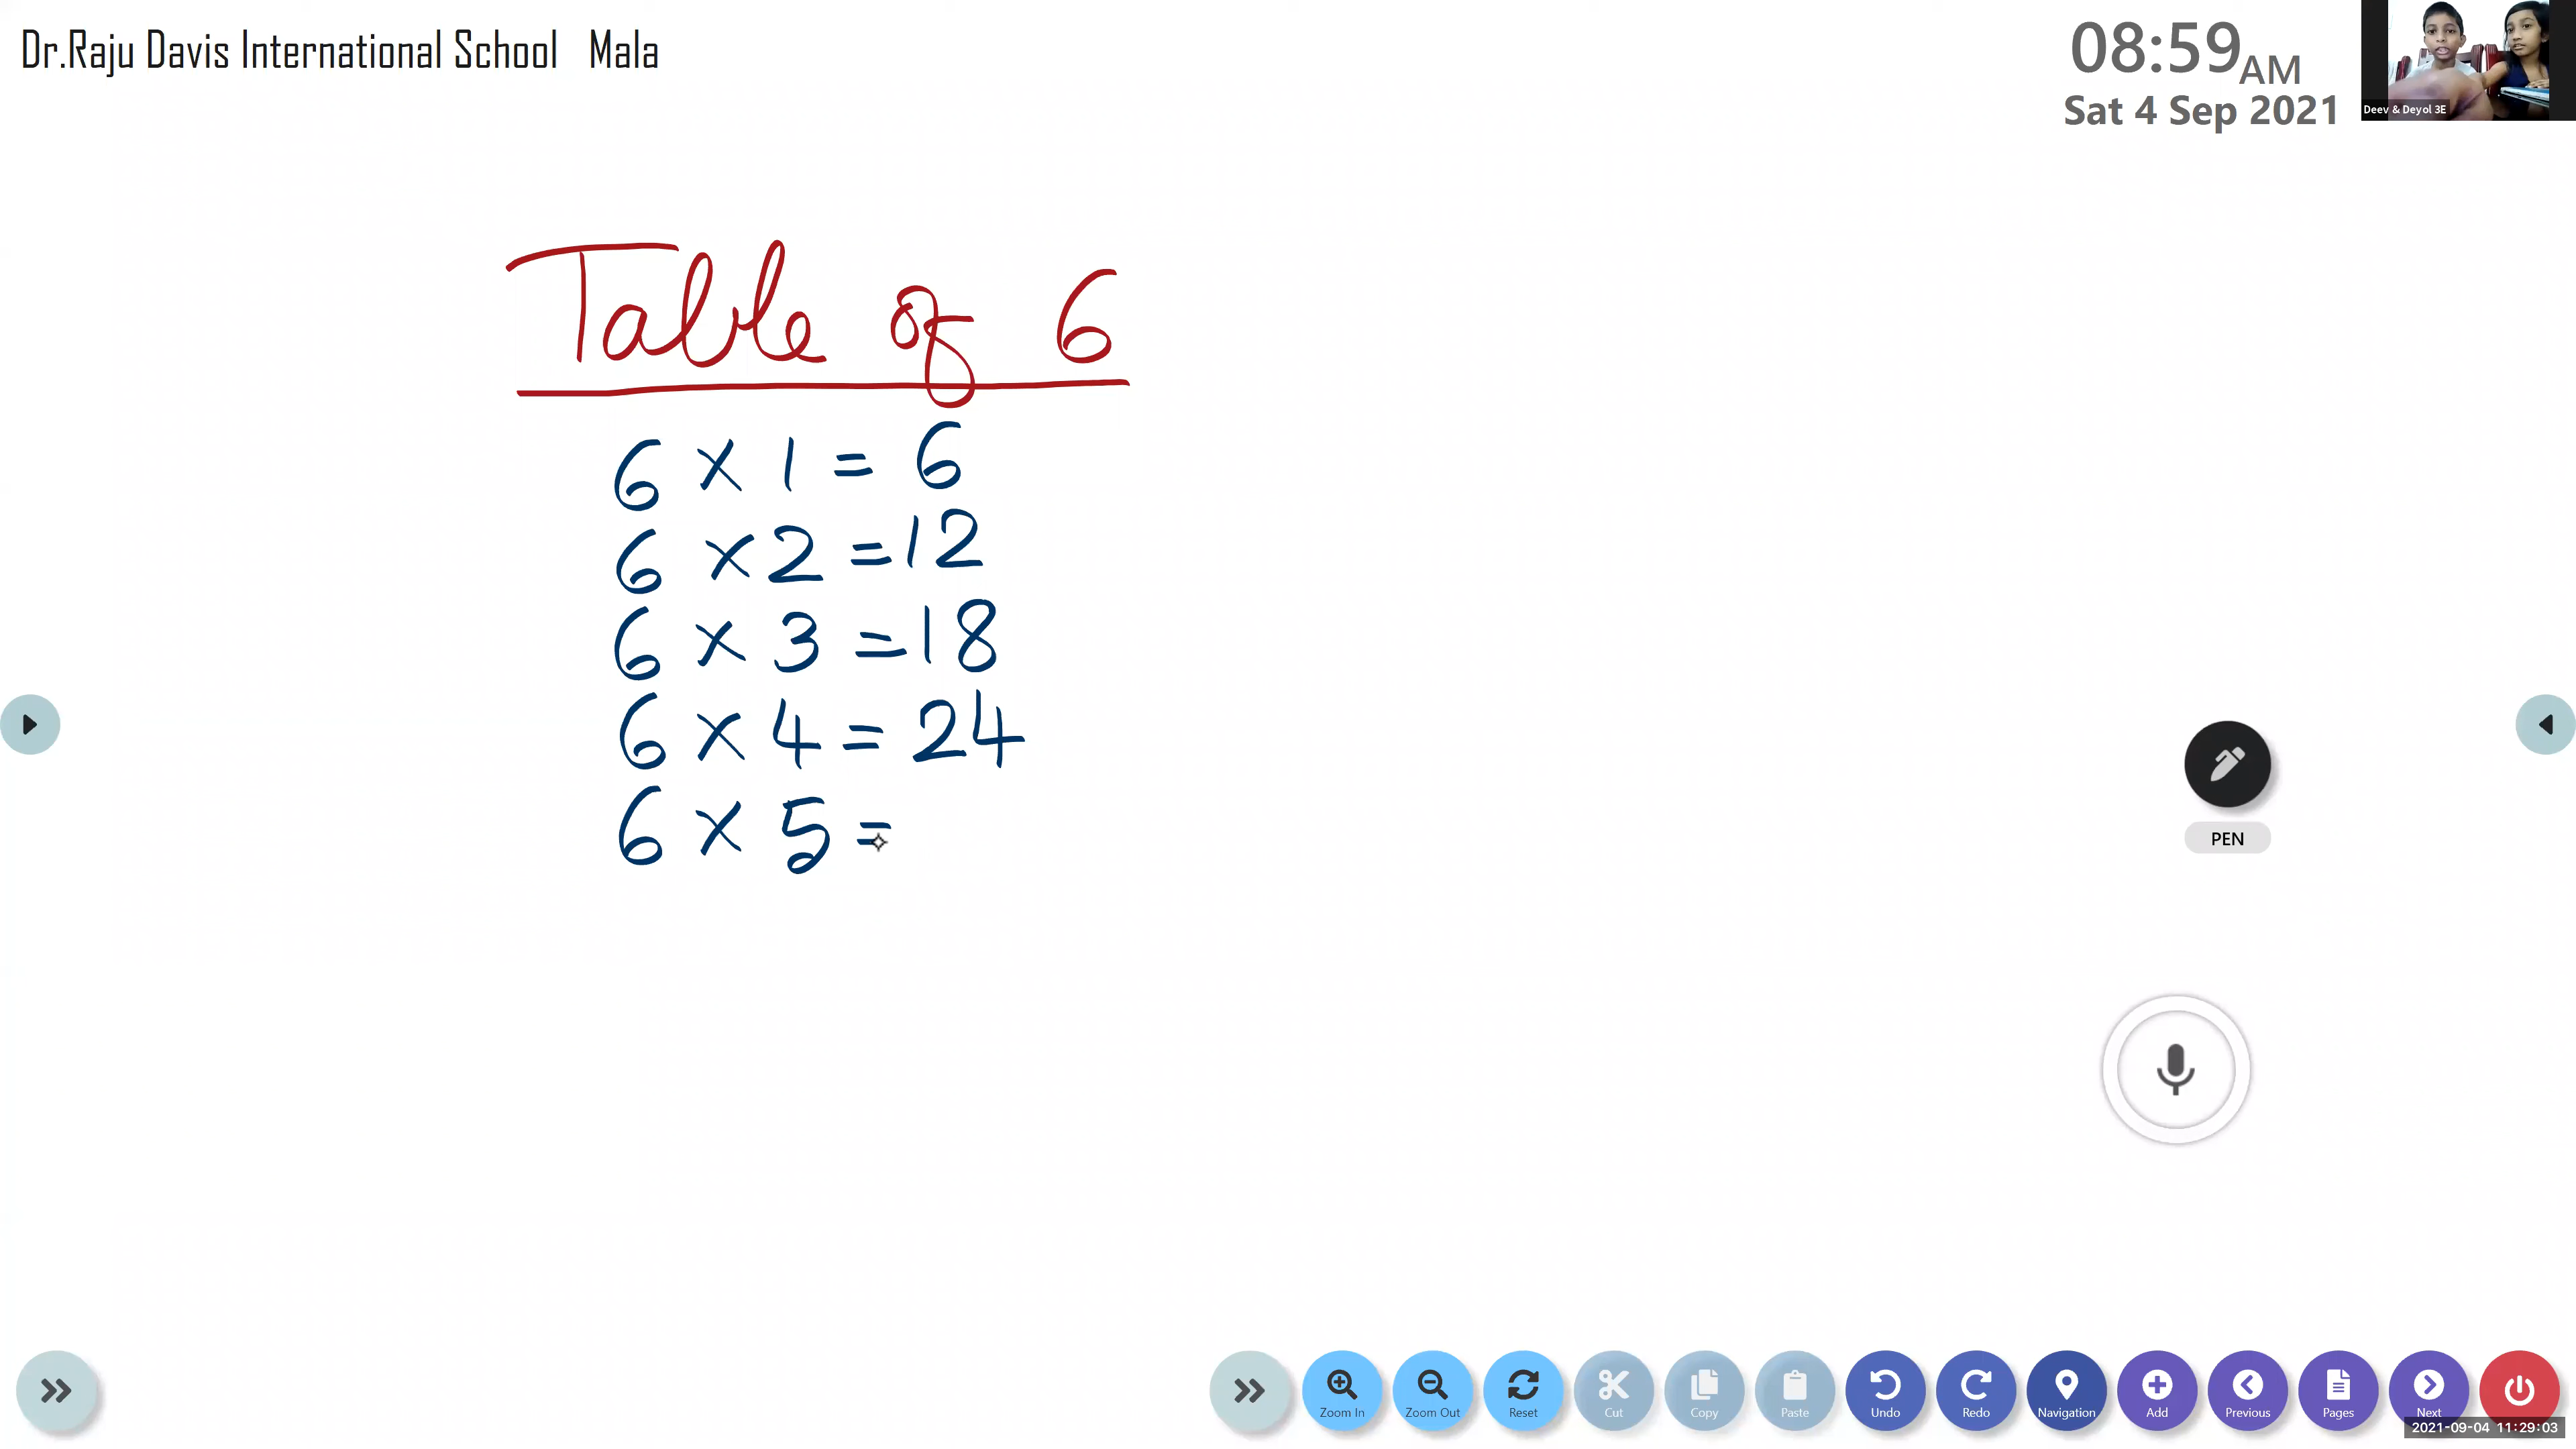 Dr.Raju Davis International School Mala
08:59 AM
Sat 4 Sep 2021
Deev & Deyol 3E
Table of 6
6 × 1 = 6
6 × 2 = 12
6 × 3 = 18
6 × 4 = 24
6 × 5 =
PEN
Zoom In
Zoom Out
Reset
Cut
Copy
Paste
Undo
Redo
Navigation
Add
Previous
Pages
Next
2021-09-04 11:29:03